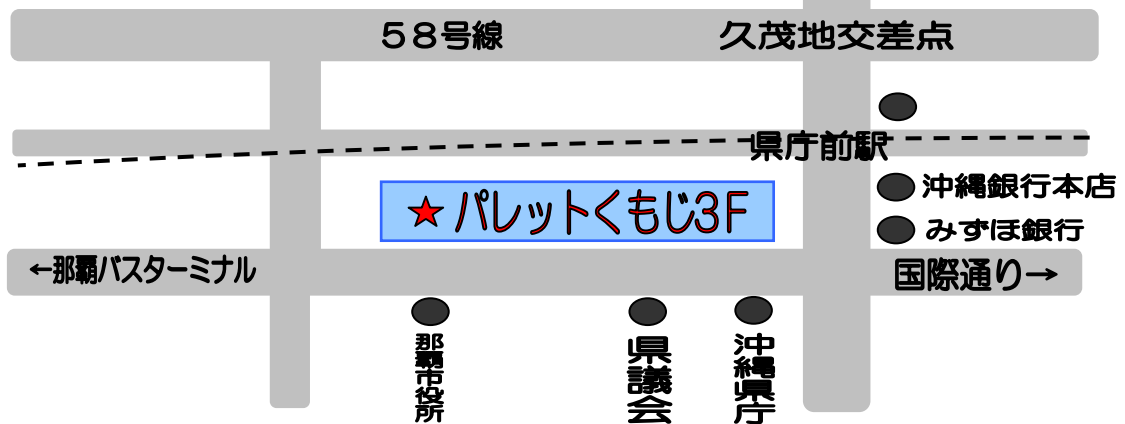 ５８号線
久茂地交差点
県庁前駅
★パレットくもじ3F
沖縄銀行本店
みずほ銀行
←那覇バスターミナル
国際通り→
那覇市役所
県議会
沖縄県庁